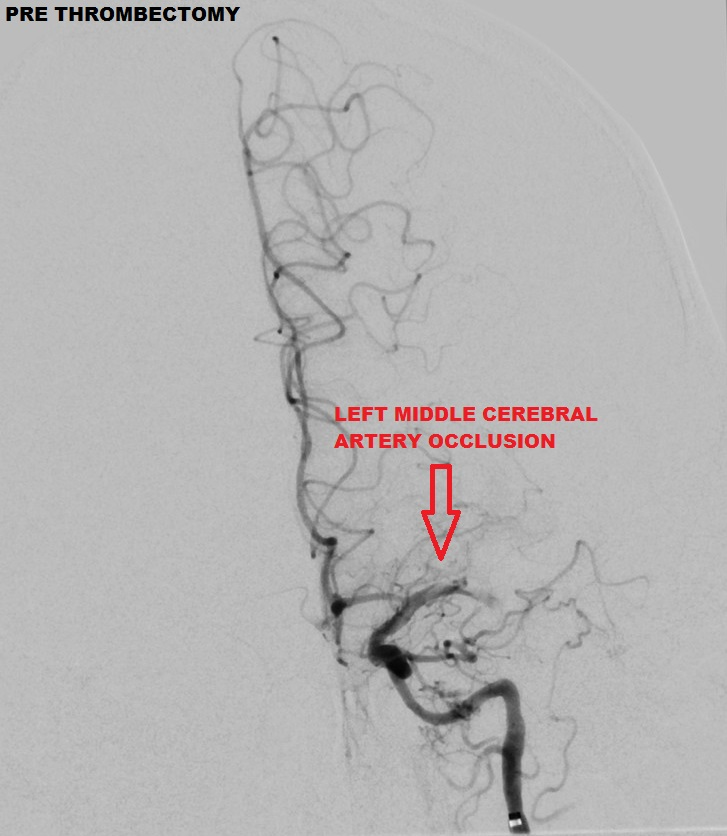 PRE THROMBECTOMY
LEFT MIDDLE CEREBRAL
ARTERY OCCLUSION